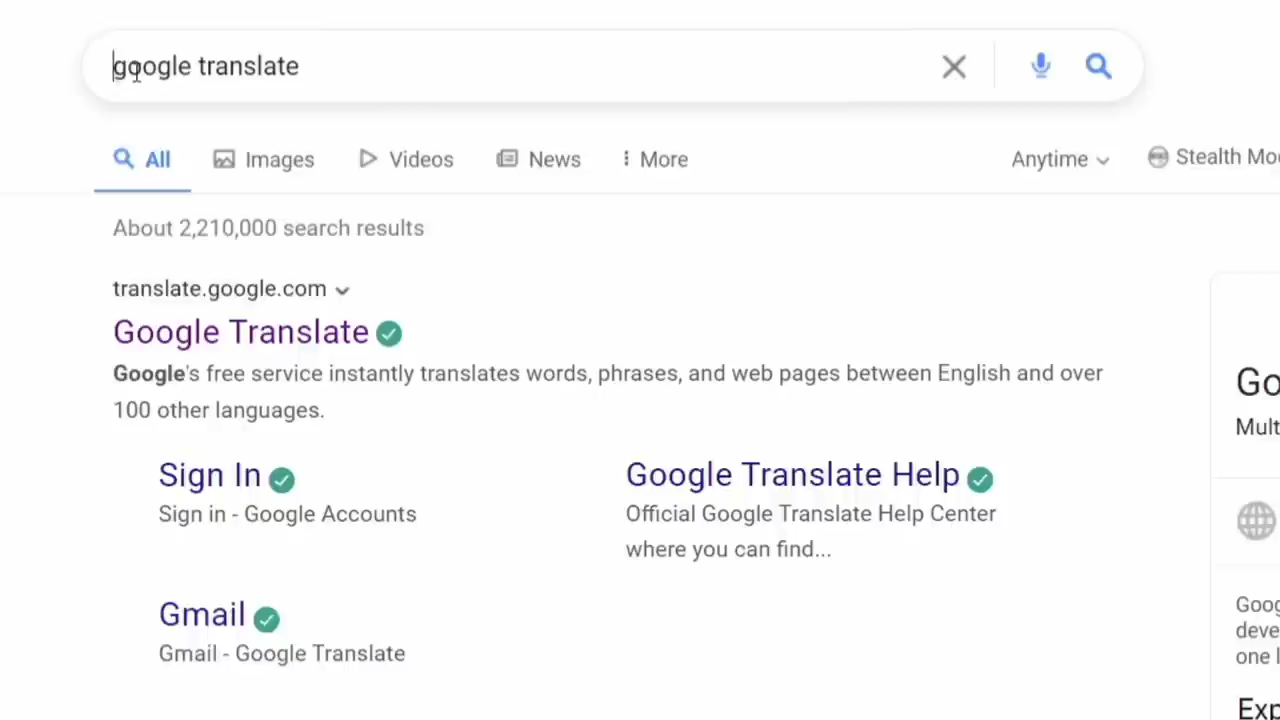 google translate
All Images Videos News More Anytime Stealth
About 2,210,000 search results
translate.google.com
Google Translate
Google's free service instantly translates words, phrases, and web pages between English and over
100 other languages.
Sign In Google Translate Help
Sign in - Google Accounts Official Google Translate Help Center
where you can find...
Gmail
Gmail - Google Translate
one